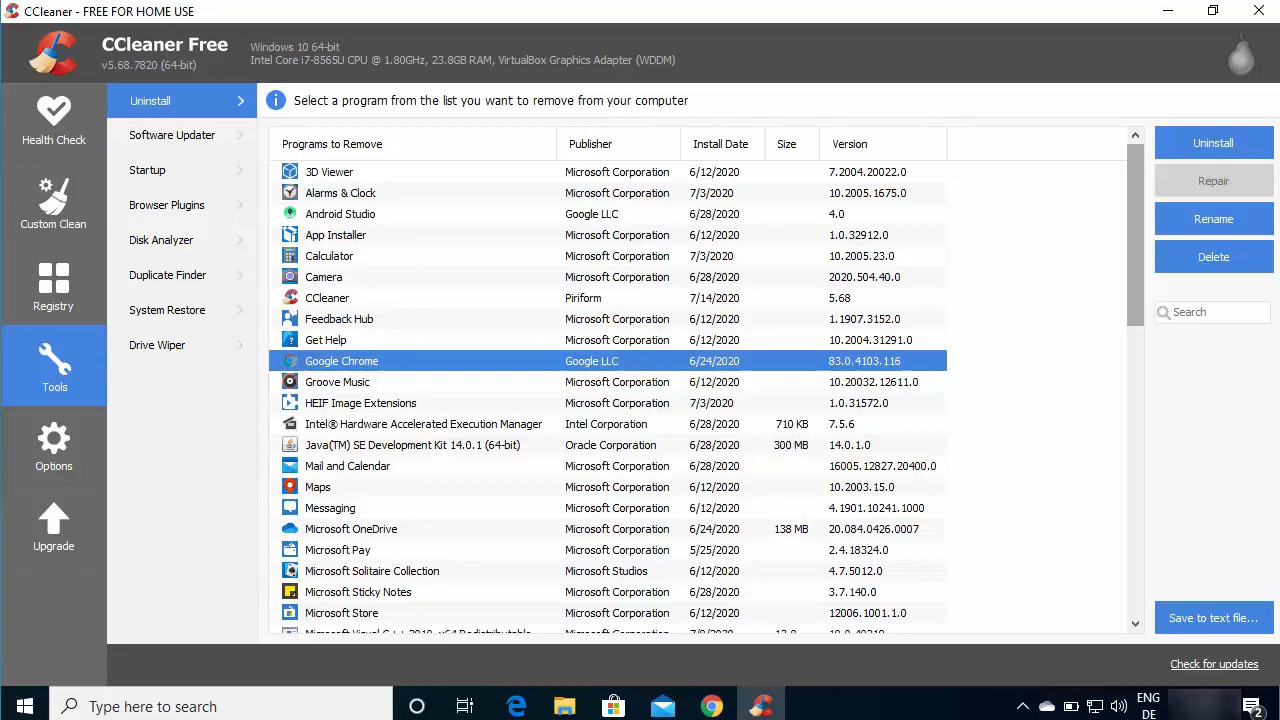 CCleaner - FREE FOR HOME USE
CCleaner Free
v5.68.7820 (64-bit)
Windows 10 64-bit
Intel Core i7-8565U CPU @ 1.80GHz, 23.8GB RAM, VirtualBox Graphics Adapter (WDDM)
Health Check
Custom Clean
Registry
Tools
Options
Upgrade
Uninstall
Software Updater
Startup
Browser Plugins
Disk Analyzer
Duplicate Finder
System Restore
Drive Wiper
Select a program from the list you want to remove from your computer
Programs to Remove Publisher Install Date Size Version
3D Viewer Microsoft Corporation 6/12/2020 7.2004.20022.0
Alarms & Clock Microsoft Corporation 7/3/2020 10.2005.1675.0
Android Studio Google LLC 6/28/2020 4.0
App Installer Microsoft Corporation 6/12/2020 1.0.32912.0
Calculator Microsoft Corporation 7/3/2020 10.2005.23.0
Camera Microsoft Corporation 6/28/2020 2020.504.40.0
CCleaner Piriform 7/14/2020 5.68
Feedback Hub Microsoft Corporation 6/12/2020 1.1907.3152.0
Get Help Microsoft Corporation 6/12/2020 10.2004.31291.0
Google Chrome Google LLC 6/24/2020 83.0.4103.116
Groove Music Microsoft Corporation 6/12/2020 10.20032.12611.0
HEIF Image Extensions Microsoft Corporation 7/3/2020 1.0.31572.0
Intel® Hardware Accelerated Execution Manager Intel Corporation 6/28/2020 710 KB 7.5.6
Java(TM) SE Development Kit 14.0.1 (64-bit) Oracle Corporation 6/28/2020 300 MB 14.0.1.0
Mail and Calendar Microsoft Corporation 6/28/2020 16005.12827.20400.0
Maps Microsoft Corporation 6/12/2020 10.2003.15.0
Messaging Microsoft Corporation 6/12/2020 4.1901.10241.1000
Microsoft OneDrive Microsoft Corporation 6/24/2020 138 MB 20.084.0426.0007
Microsoft Pay Microsoft Corporation 5/25/2020 2.4.18324.0
Microsoft Solitaire Collection Microsoft Studios 6/12/2020 4.7.5012.0
Microsoft Sticky Notes Microsoft Corporation 6/28/2020 3.7.140.0
Microsoft Store Microsoft Corporation 6/12/2020 12006.1001.1.0
Uninstall
Repair
Rename
Delete
Search
Save to text file...
Check for updates
Type here to search
ENG
DE
2